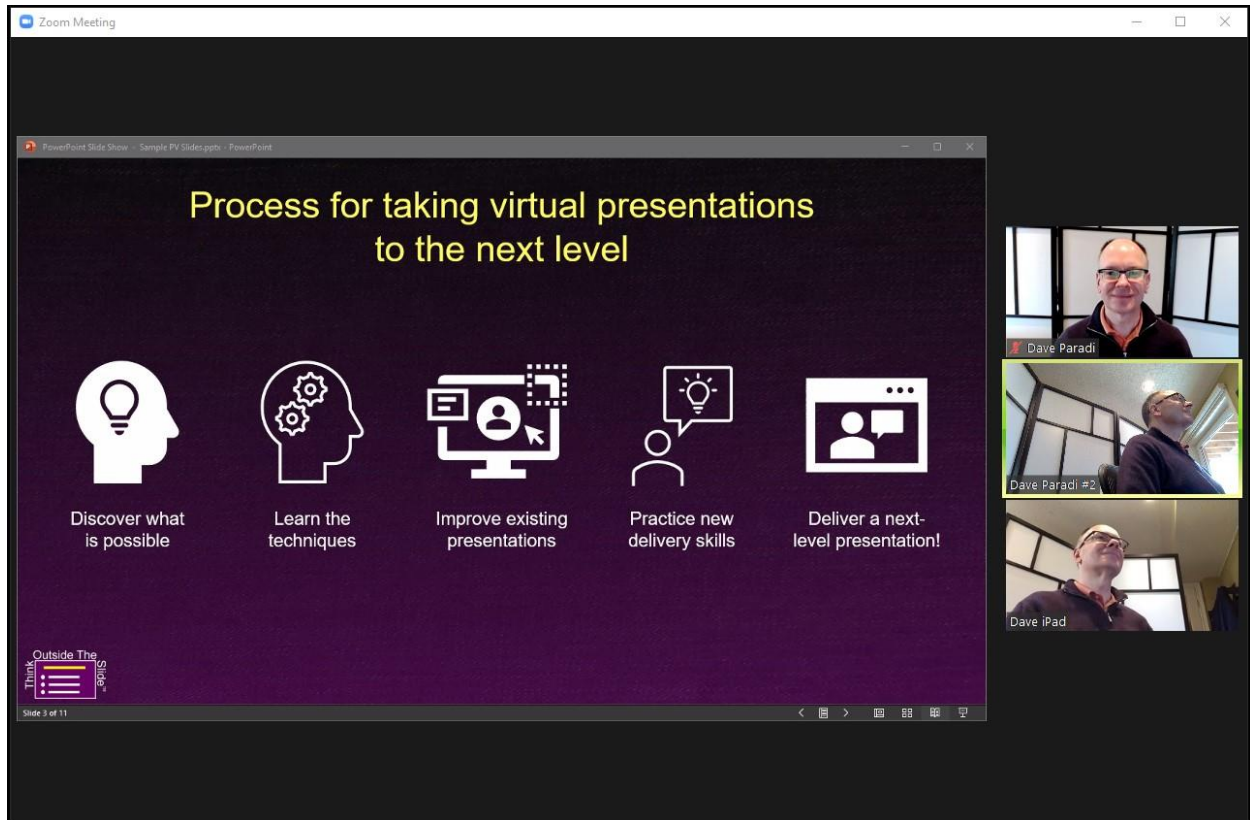 Zoom Meeting
PowerPoint Slide Show - Sample PV Slides.pptx - PowerPoint
Process for taking virtual presentations
to the next level
Discover what
is possible
Learn the
techniques
Improve existing
presentations
Practice new
delivery skills
Deliver a next-
level presentation!
Think
Outside The
Slide™
Slide 3 of 11
Dave Paradi
Dave Paradi #2
Dave iPad